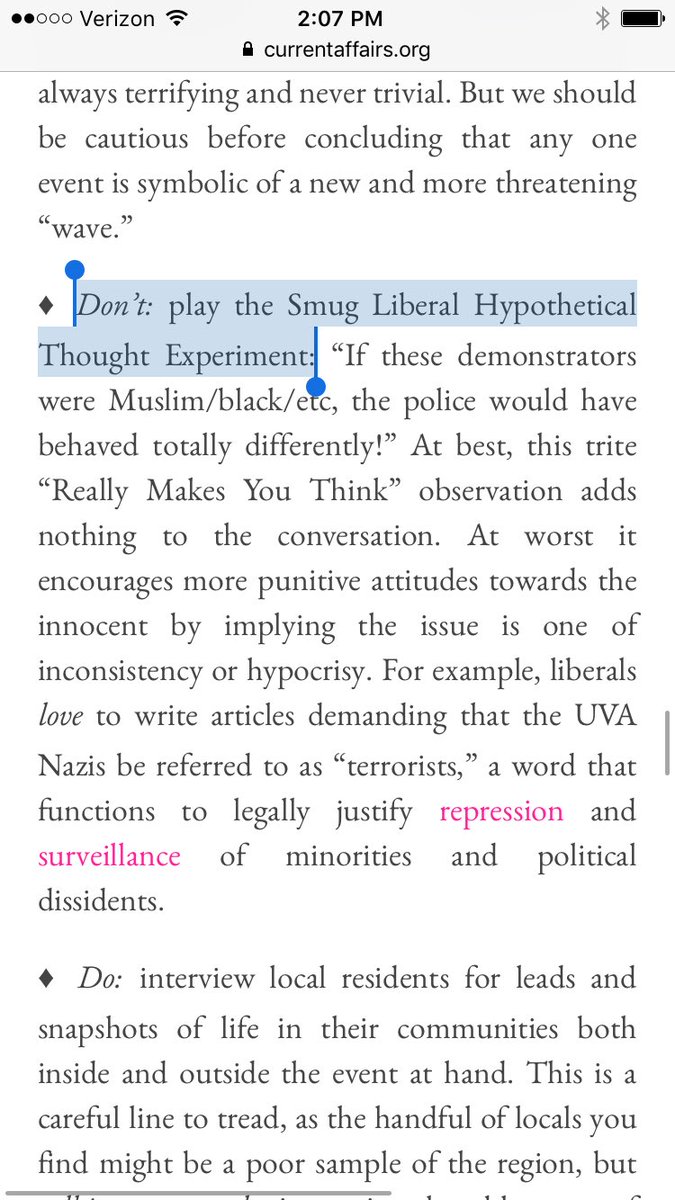 Verizon 2:07 PM
currentaffairs.org
always terrifying and never trivial. But we should
be cautious before concluding that any one
event is symbolic of a new and more threatening
“wave.”
♦ Don’t: play the Smug Liberal Hypothetical
Thought Experiment: “If these demonstrators
were Muslim/black/etc, the police would have
behaved totally differently!” At best, this trite
“Really Makes You Think” observation adds
nothing to the conversation. At worst it
encourages more punitive attitudes towards the
innocent by implying the issue is one of
inconsistency or hypocrisy. For example, liberals
love to write articles demanding that the UVA
Nazis be referred to as “terrorists,” a word that
functions to legally justify repression and
surveillance of minorities and political
dissidents.
♦ Do: interview local residents for leads and
snapshots of life in their communities both
inside and outside the event at hand. This is a
careful line to tread, as the handful of locals you
find might be a poor sample of the region, but